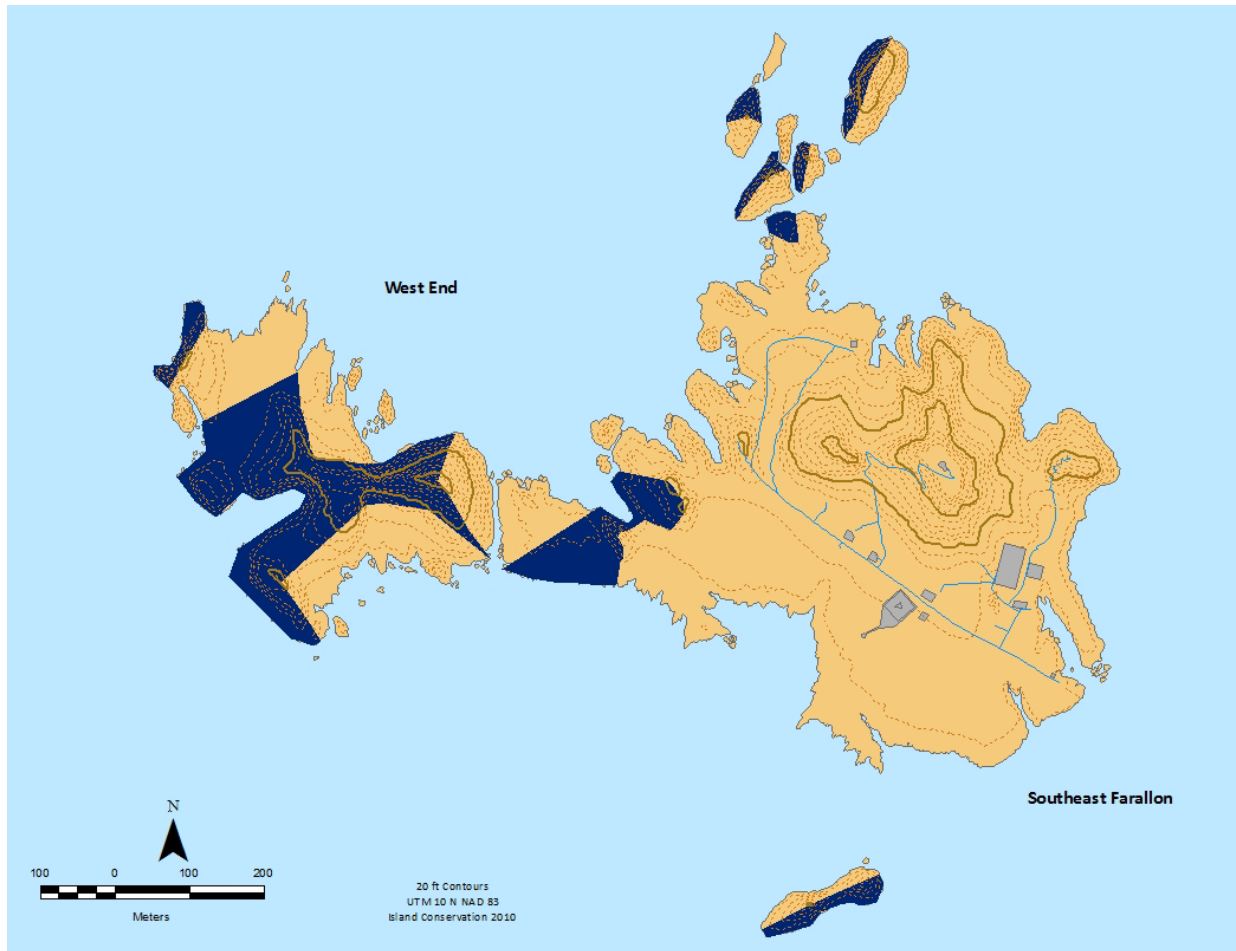 West End
Southeast Farallon
N
100 0 100 200
Meters
20 ft Contours
UTM 10 N NAD 83
Island Conservation 2010